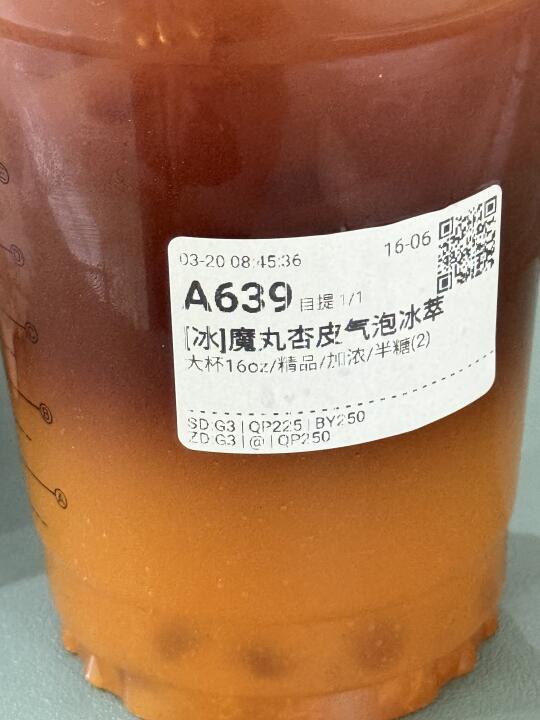 03-20 08:45:36
16-06
A639 自提 1/1
[冰]魔丸杏皮气泡冰萃
大杯16oz/精品/加浓/半糖(2)
SD:G3 | QP225 | BY250
ZD:G3 | @ | QP250
D
C
B
A